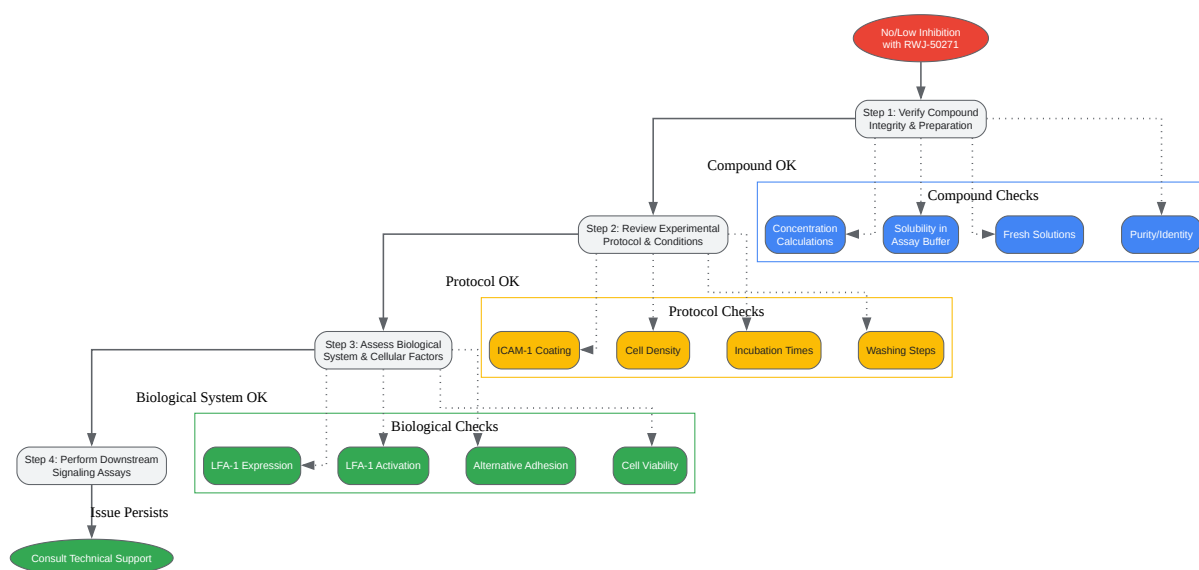 No/Low Inhibition
with RWJ-50271
Step 1: Verify Compound
Integrity & Preparation
Compound OK
Compound Checks
Concentration
Calculations
Solubility in
Assay Buffer
Fresh Solutions
Purity/Identity
Step 2: Review Experimental
Protocol & Conditions
Protocol OK
Protocol Checks
ICAM-1 Coating
Cell Density
Incubation Times
Washing Steps
Step 3: Assess Biological
System & Cellular Factors
Biological System OK
Biological Checks
LFA-1 Expression
LFA-1 Activation
Alternative Adhesion
Cell Viability
Step 4: Perform Downstream
Signaling Assays
Issue Persists
Consult Technical Support